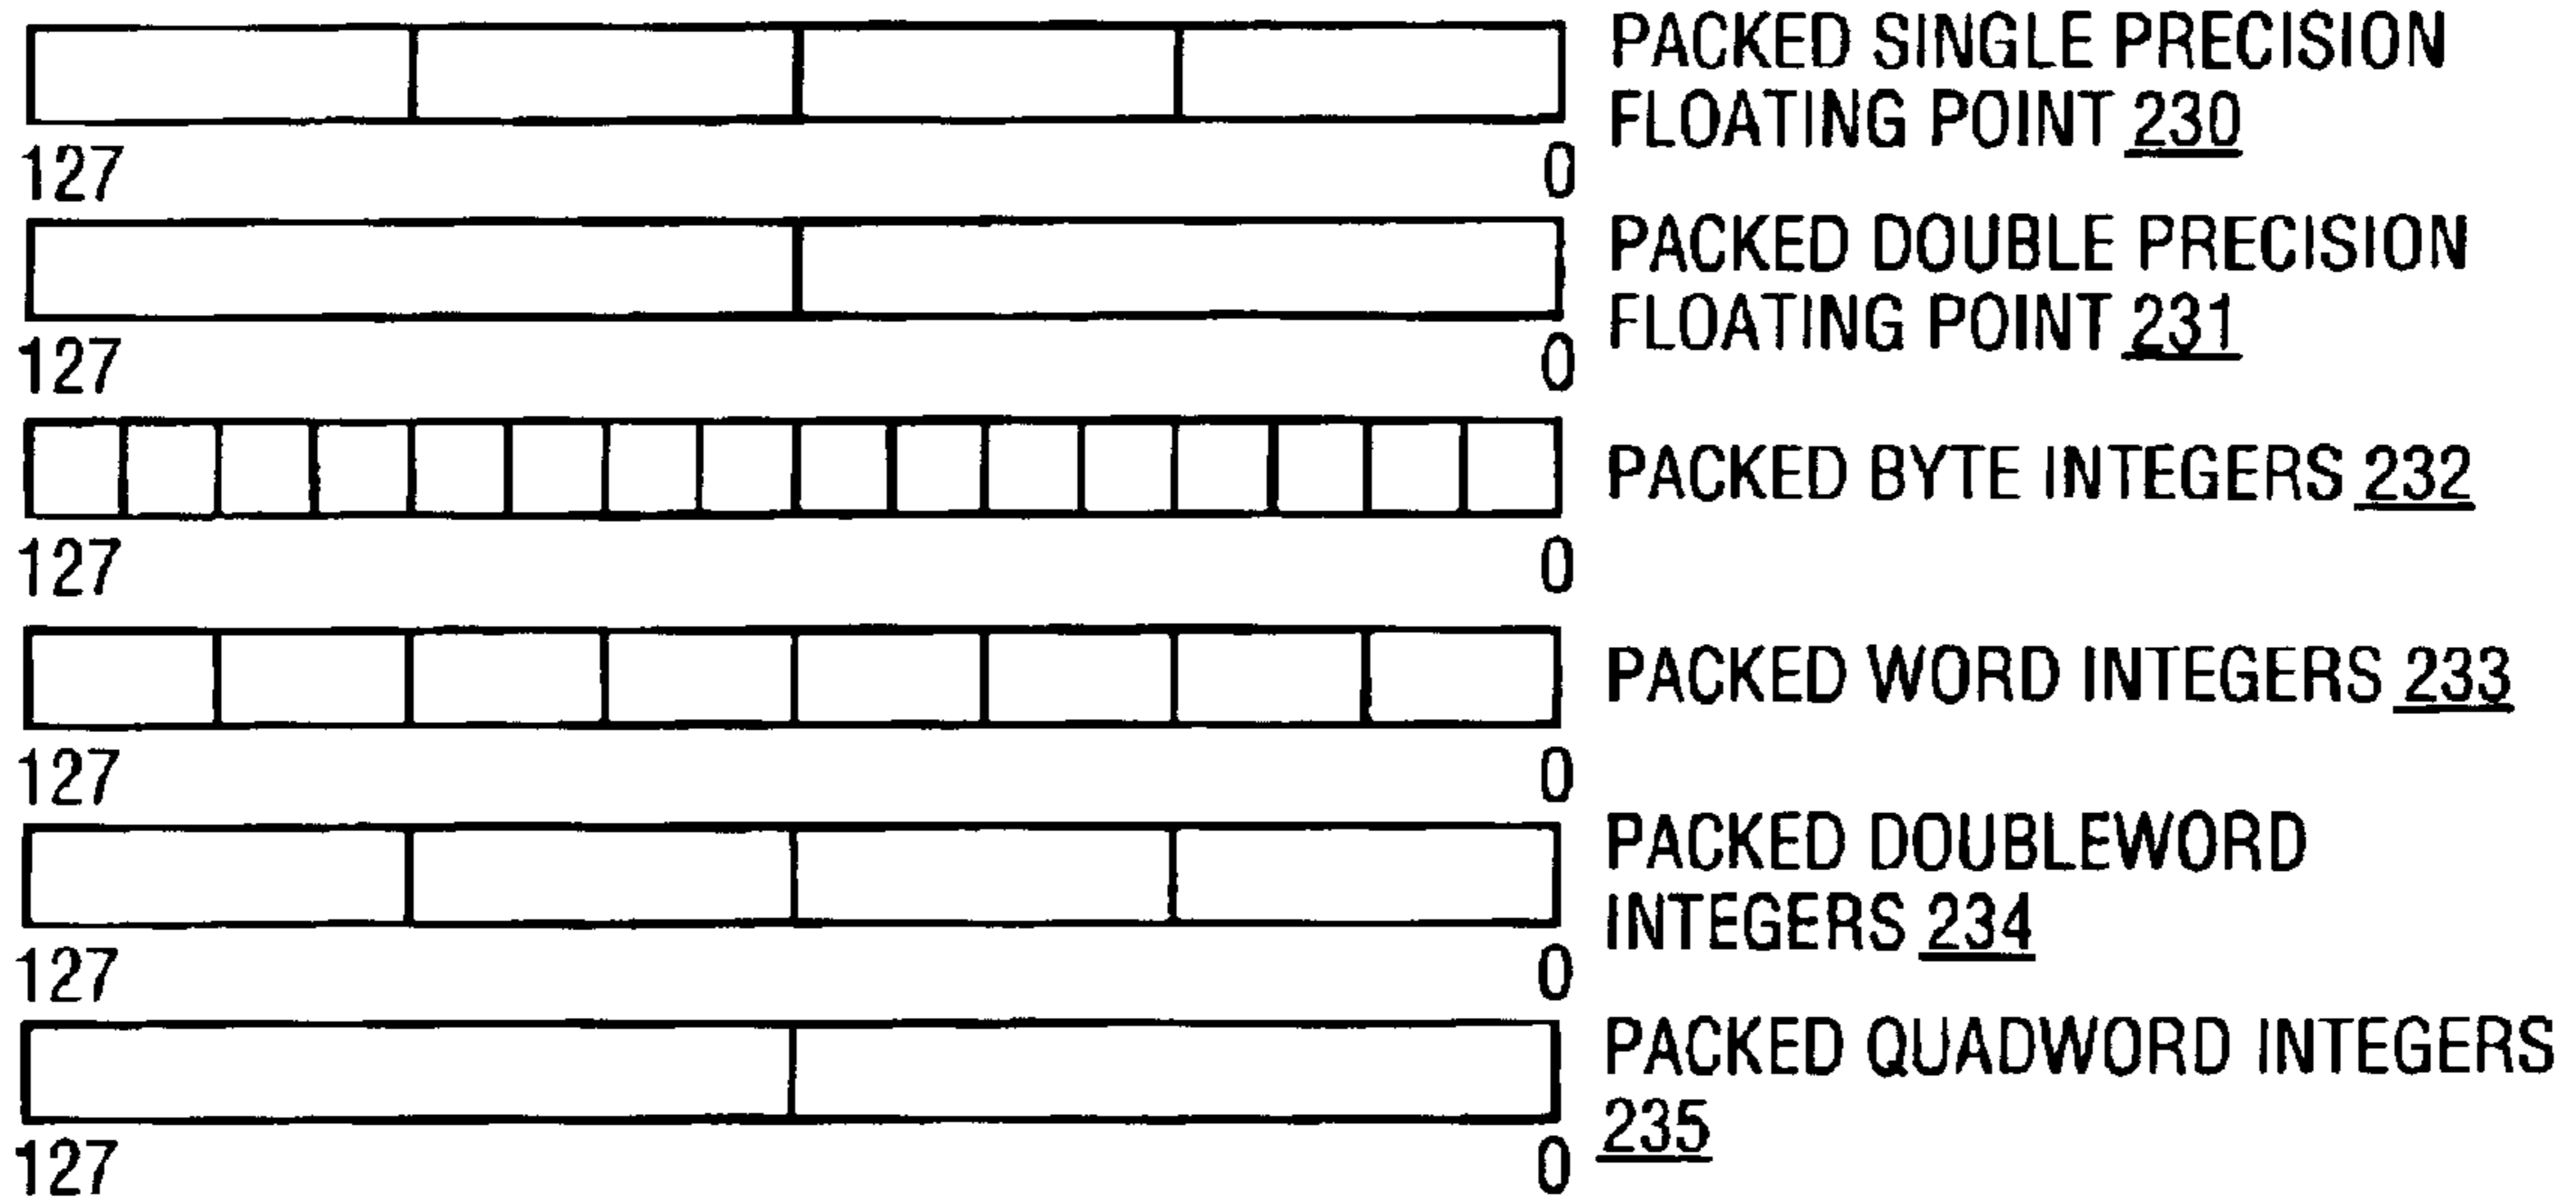 PACKED SINGLE PRECISION
FLOATING POINT 230
127 0
PACKED DOUBLE PRECISION
FLOATING POINT 231
127 0
PACKED BYTE INTEGERS 232
127 0
PACKED WORD INTEGERS 233
127 0
PACKED DOUBLEWORD
INTEGERS 234
127 0
PACKED QUADWORD INTEGERS
235
127 0